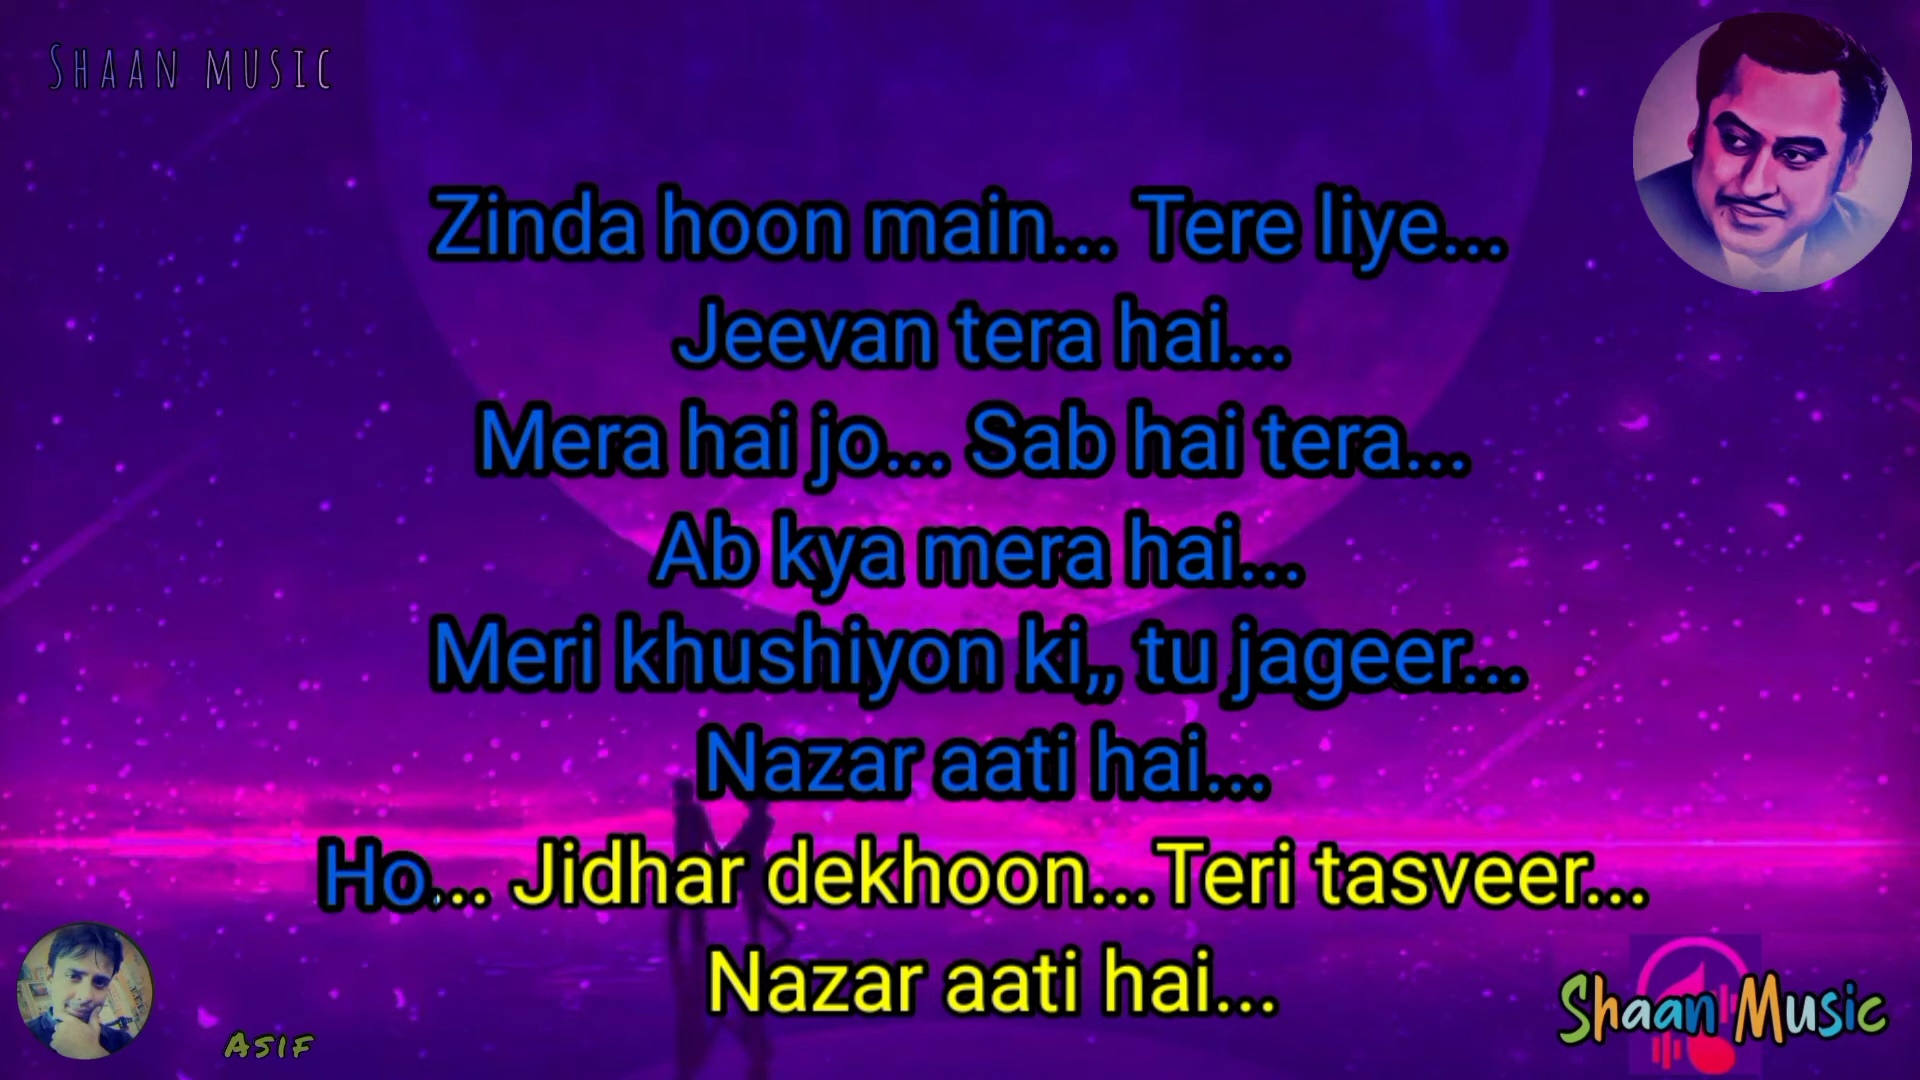 SHAAN MUSIC
Zinda hoon main... Tere liye...
Jeevan tera hai...
Mera hai jo... Sab hai tera...
Ab kya mera hai...
Meri khushiyon ki,, tu jageer...
Nazar aati hai...
Ho... Jidhar dekhoon...Teri tasveer...
Nazar aati hai...
ASIF
Shaan Music